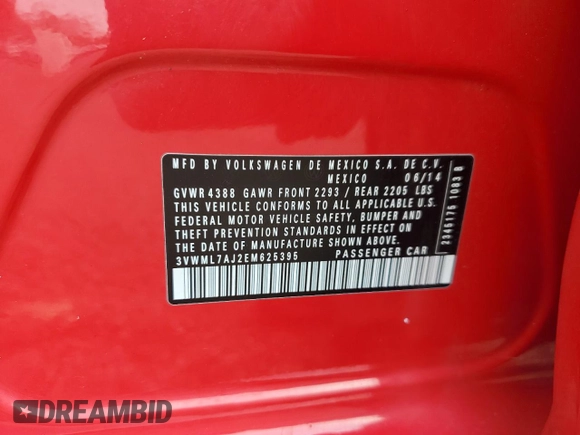 MFD BY VOLKSWAGEN DE MEXICO S.A. DE C.V.
MEXICO 06/14
GVWR 4388 GAWR FRONT 2293 / REAR 2205 LBS
THIS VEHICLE CONFORMS TO ALL APPLICABLE U.S.
FEDERAL MOTOR VEHICLE SAFETY, BUMPER AND
THEFT PREVENTION STANDARDS IN EFFECT ON
THE DATE OF MANUFACTURE SHOWN ABOVE.
3VWML7AJ2EM625395 PASSENGER CAR
2345175 1083 B
DREAMBID